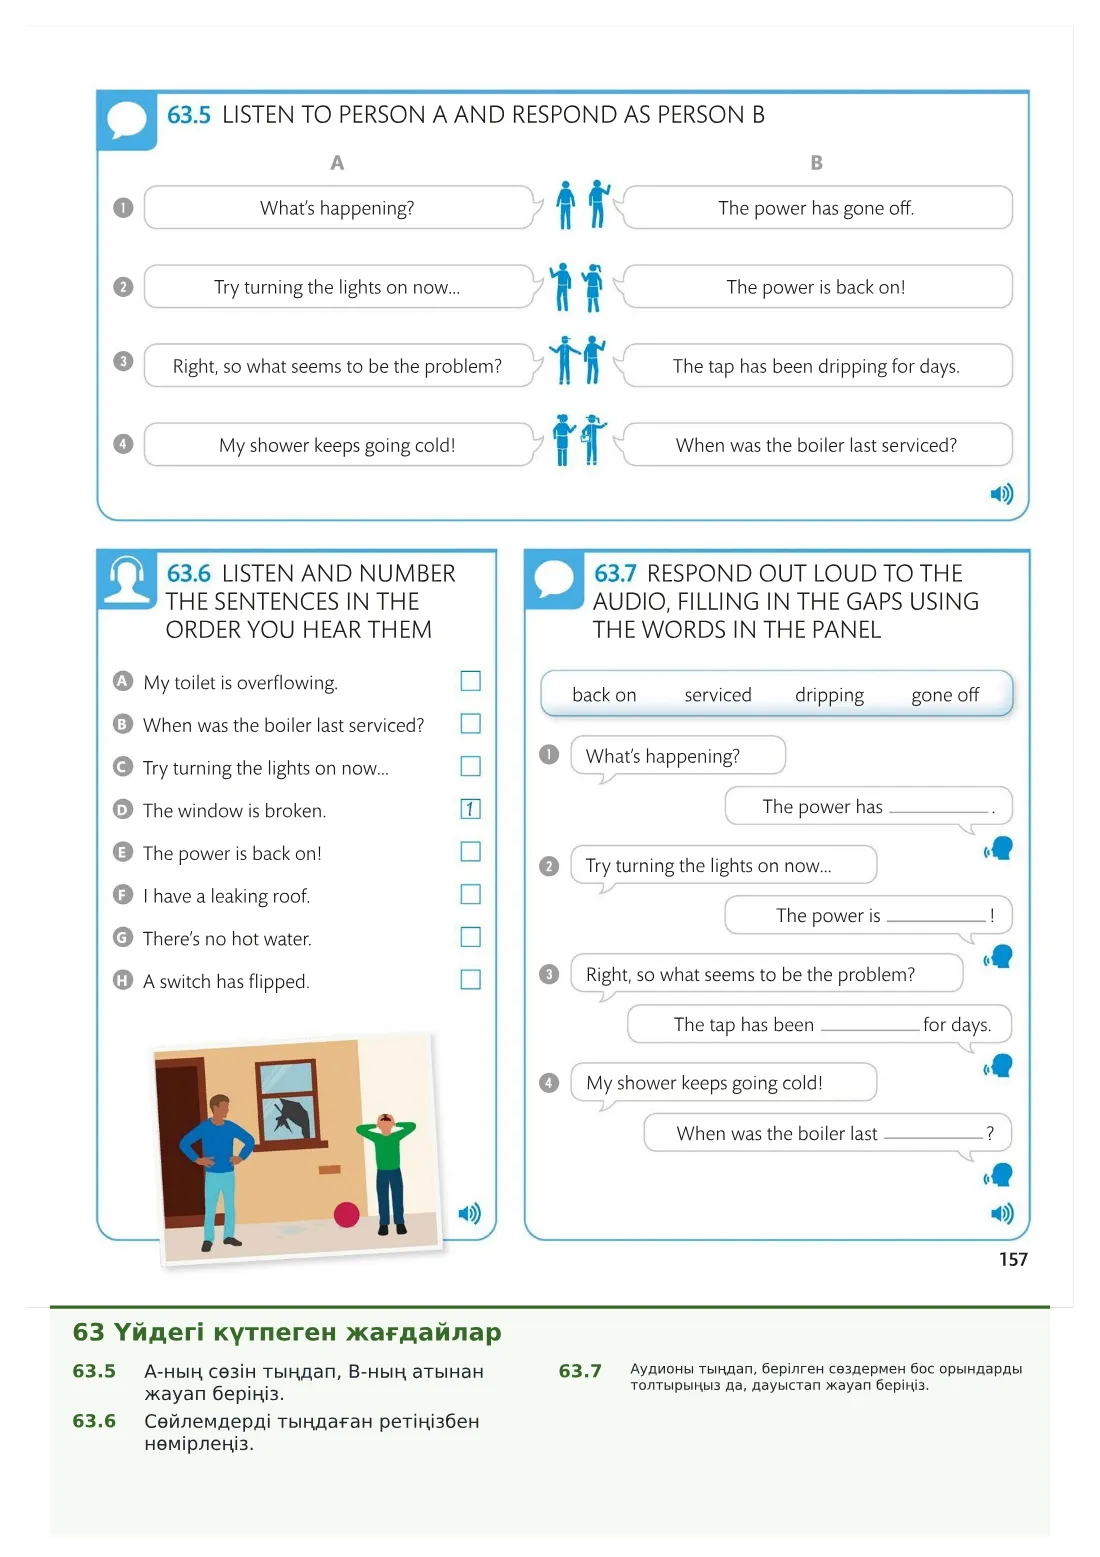 63.5 LISTEN TO PERSON A AND RESPOND AS PERSON B
A
B
1 What's happening?
The power has gone off.
2 Try turning the lights on now...
The power is back on!
3 Right, so what seems to be the problem?
The tap has been dripping for days.
4 My shower keeps going cold!
When was the boiler last serviced?
63.6 LISTEN AND NUMBER
THE SENTENCES IN THE
ORDER YOU HEAR THEM
A My toilet is overflowing.
B When was the boiler last serviced?
C Try turning the lights on now...
D The window is broken. 1
E The power is back on!
F I have a leaking roof.
G There's no hot water.
H A switch has flipped.
63.7 RESPOND OUT LOUD TO THE
AUDIO, FILLING IN THE GAPS USING
THE WORDS IN THE PANEL
back on serviced dripping gone off
1 What's happening?
The power has __________ .
2 Try turning the lights on now...
The power is __________ !
3 Right, so what seems to be the problem?
The tap has been __________ for days.
4 My shower keeps going cold!
When was the boiler last __________ ?
157
63 Үйдегі күтпеген жағдайлар
63.5 А-ның сөзін тыңдап, В-ның атынан
жауап беріңіз.
63.6 Сөйлемдерді тыңдаған ретіңізбен
нөмірлеңіз.
63.7 Аудионы тыңдап, берілген сөздермен бос орындарды
толтырыңыз да, дауыстап жауап беріңіз.